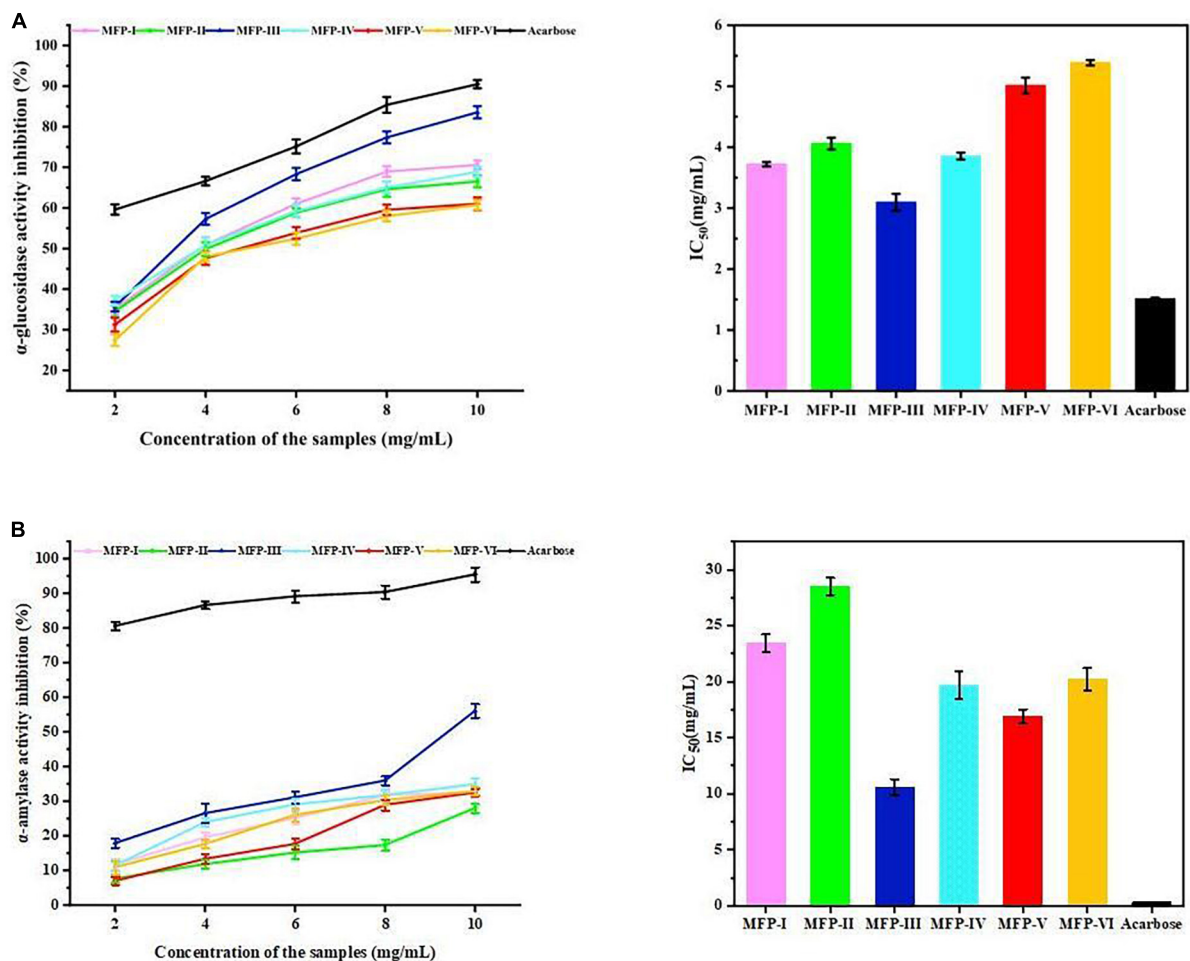 A
MFP-I MFP-II MFP-III MFP-IV MFP-V MFP-VI Acarbose
α-glucosidase activity inhibition (%)
100
90
80
70
60
50
40
30
20
2 4 6 8 10
Concentration of the samples (mg/mL)
IC50(mg/mL)
6
5
4
3
2
1
0
MFP-I MFP-II MFP-III MFP-IV MFP-V MFP-VI Acarbose
B
MFP-I MFP-II MFP-III MFP-IV MFP-V MFP-VI Acarbose
α-amylase activity inhibition (%)
100
90
80
70
60
50
40
30
20
10
0
2 4 6 8 10
Concentration of the samples (mg/mL)
IC50(mg/mL)
30
25
20
15
10
5
0
MFP-I MFP-II MFP-III MFP-IV MFP-V MFP-VI Acarbose